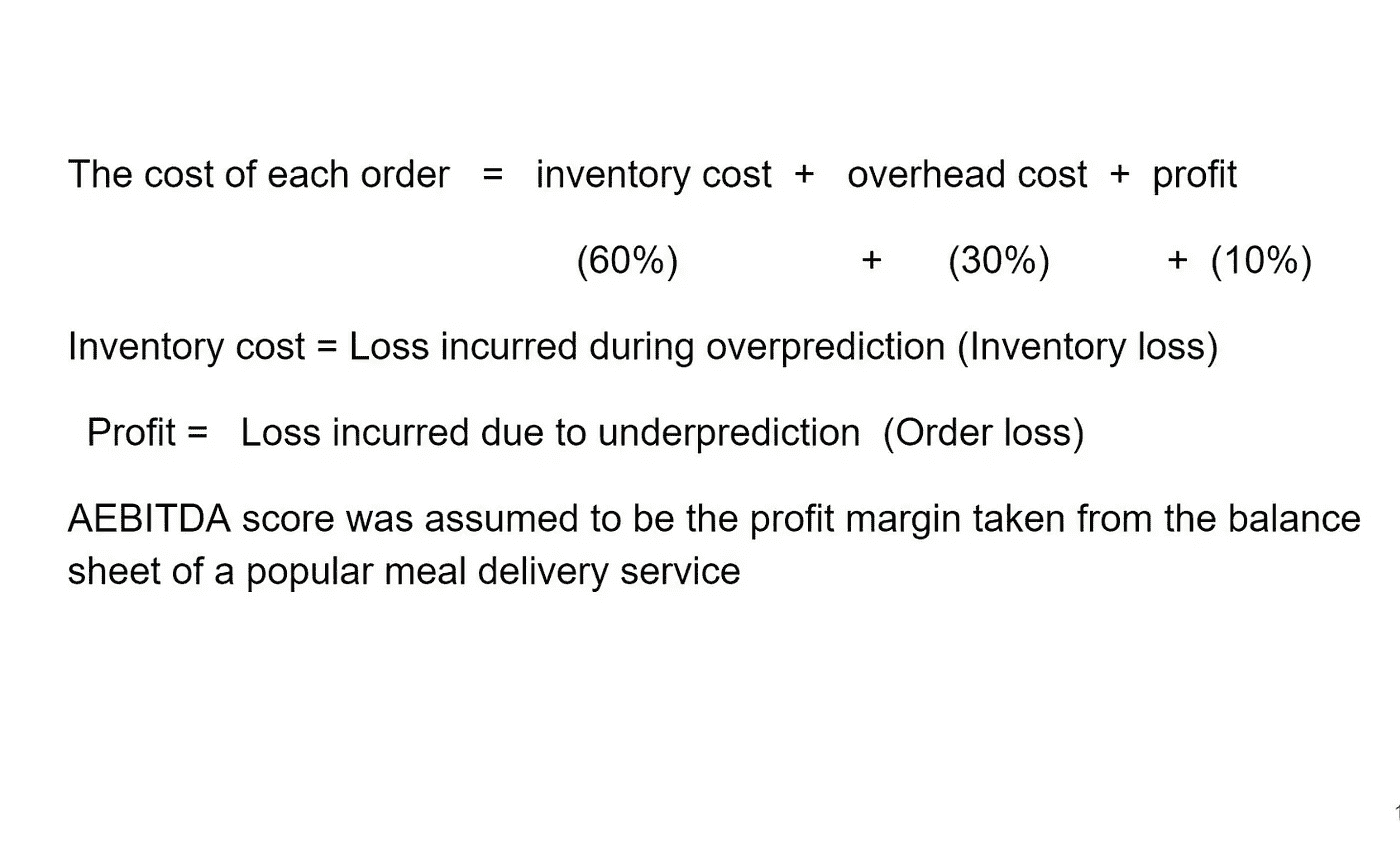 The cost of each order = inventory cost + overhead cost + profit
(60%) + (30%) + (10%)
Inventory cost = Loss incurred during overprediction (Inventory loss)
Profit = Loss incurred due to underprediction (Order loss)
AEBITDA score was assumed to be the profit margin taken from the balance
sheet of a popular meal delivery service